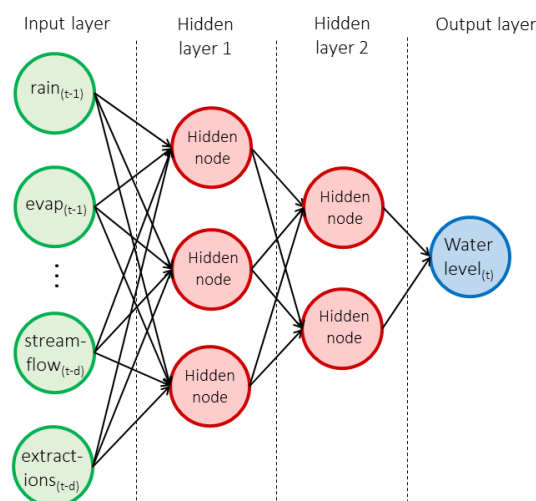 Input layer
Hidden
layer 1
Hidden
layer 2
Output layer
rain(t-1)
evap(t-1)
⋮
stream-
flow(t-d)
extract-
ions(t-d)
Hidden
node
Hidden
node
Hidden
node
Hidden
node
Hidden
node
Water
level(t)